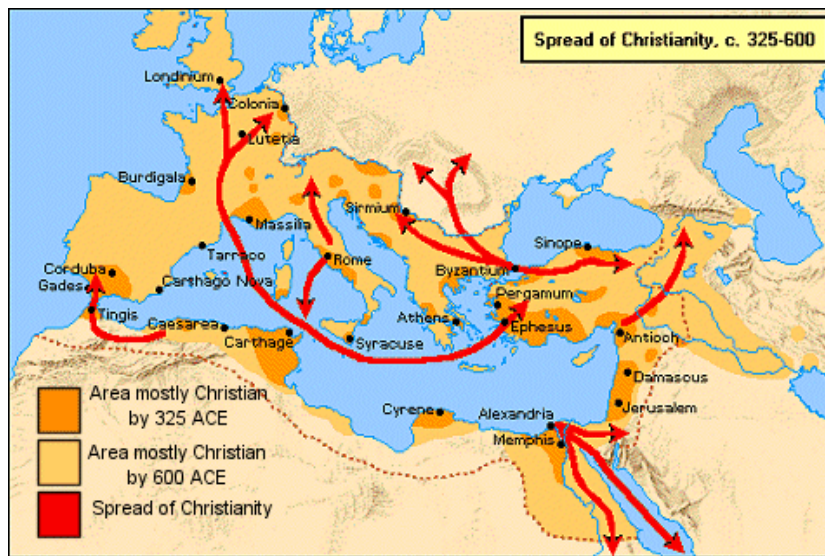 Spread of Christianity, c. 325-600
Londinium
Colonia
Lutetia
Burdigala
Sirmium
Massilia
Sinope
Tarraco
Rome
Byzantium
Corduba
Carthago Nova
Pergamum
Gades
Tingis
Caesarea
Athens
Ephesus
Carthage
Syracuse
Antioch
Damascus
Cyrene
Alexandria
Jerusalem
Memphis
Area mostly Christian
by 325 ACE
Area mostly Christian
by 600 ACE
Spread of Christianity